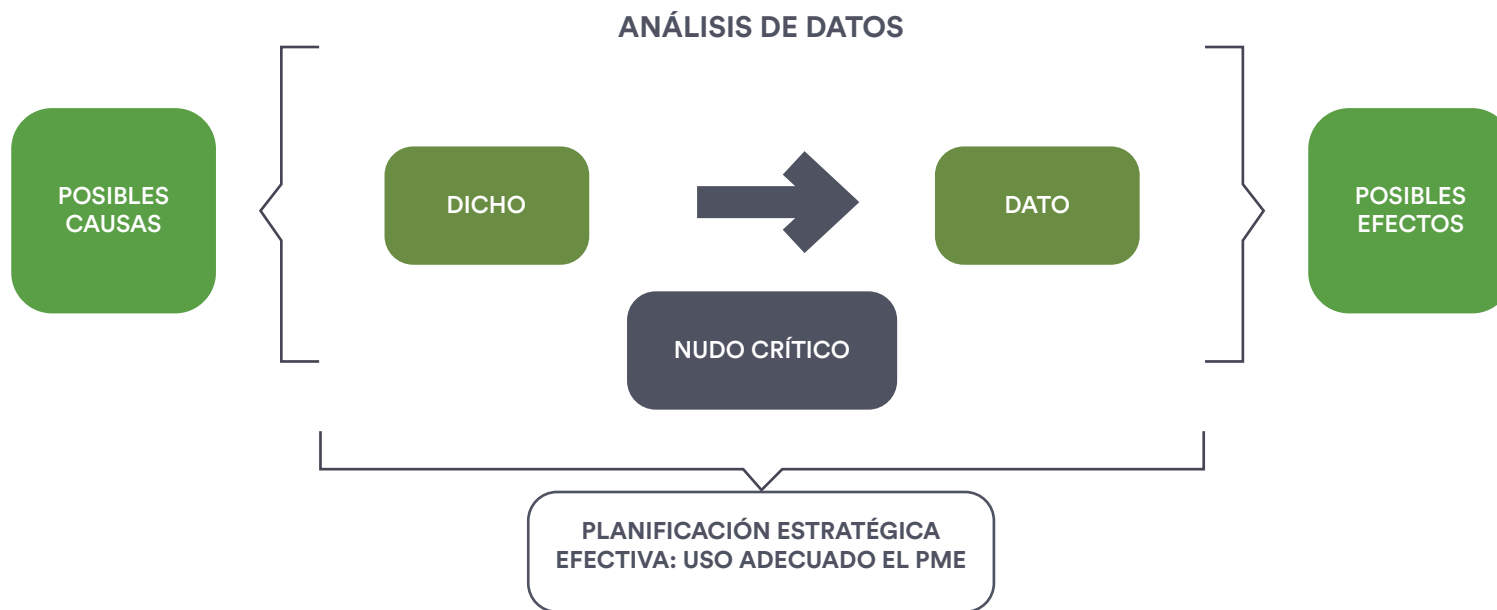 ANÁLISIS DE DATOS
POSIBLES
CAUSAS
DICHO
DATO
POSIBLES
EFECTOS
NUDO CRÍTICO
PLANIFICACIÓN ESTRATÉGICA
EFECTIVA: USO ADECUADO EL PME